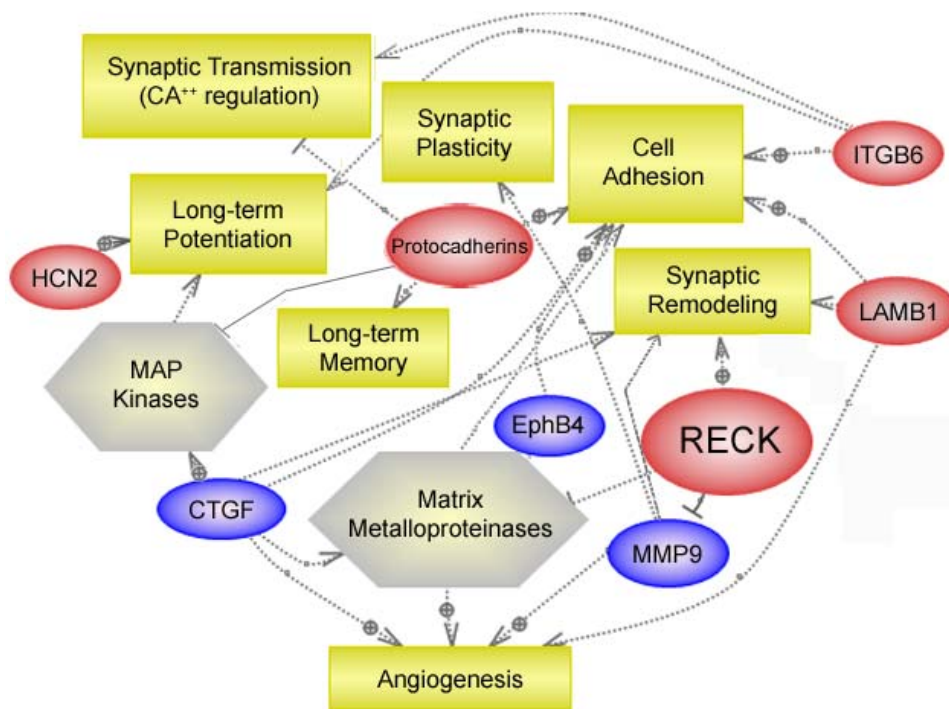 Synaptic Transmission
(CA⁺⁺ regulation)
Synaptic
Plasticity
Cell
Adhesion
ITGB6
Long-term
Potentiation
Protocadherins
HCN2
Synaptic
Remodeling
LAMB1
Long-term
Memory
MAP
Kinases
EphB4
RECK
CTGF
Matrix
Metalloproteinases
MMP9
Angiogenesis